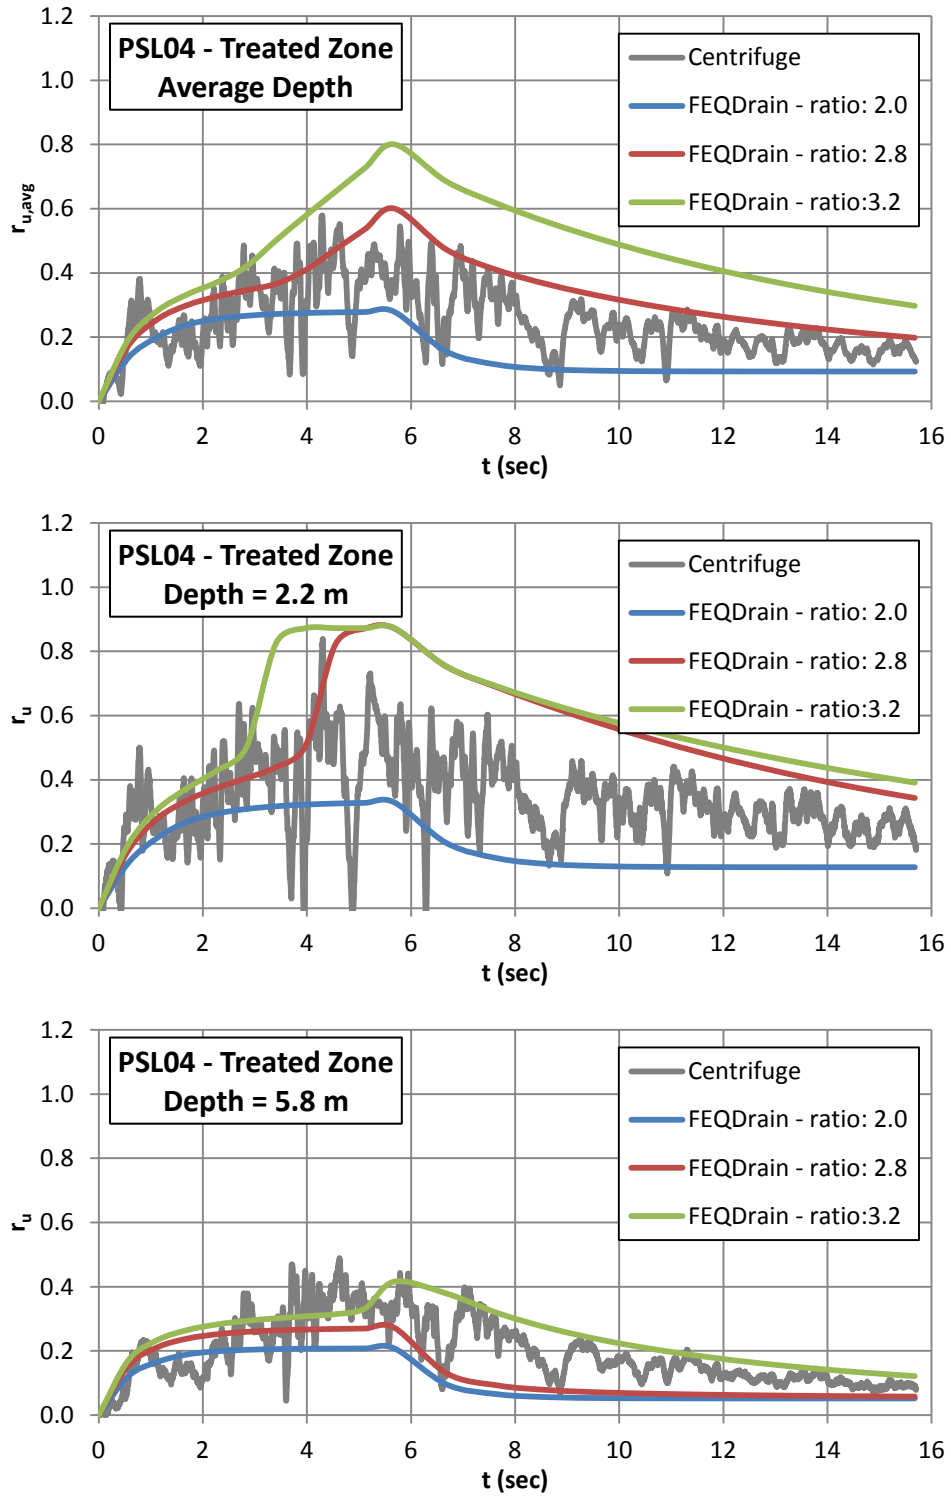 PSL04 - Treated Zone
Average Depth
Centrifuge
FEQDrain - ratio: 2.0
FEQDrain - ratio: 2.8
FEQDrain - ratio:3.2
1.2
1.0
0.8
0.6
0.4
0.2
0.0
ru,avg
0 2 4 6 8 10 12 14 16
t (sec)
PSL04 - Treated Zone
Depth = 2.2 m
Centrifuge
FEQDrain - ratio: 2.0
FEQDrain - ratio: 2.8
FEQDrain - ratio:3.2
1.2
1.0
0.8
0.6
0.4
0.2
0.0
ru
0 2 4 6 8 10 12 14 16
t (sec)
PSL04 - Treated Zone
Depth = 5.8 m
Centrifuge
FEQDrain - ratio: 2.0
FEQDrain - ratio: 2.8
FEQDrain - ratio:3.2
1.2
1.0
0.8
0.6
0.4
0.2
0.0
ru
0 2 4 6 8 10 12 14 16
t (sec)